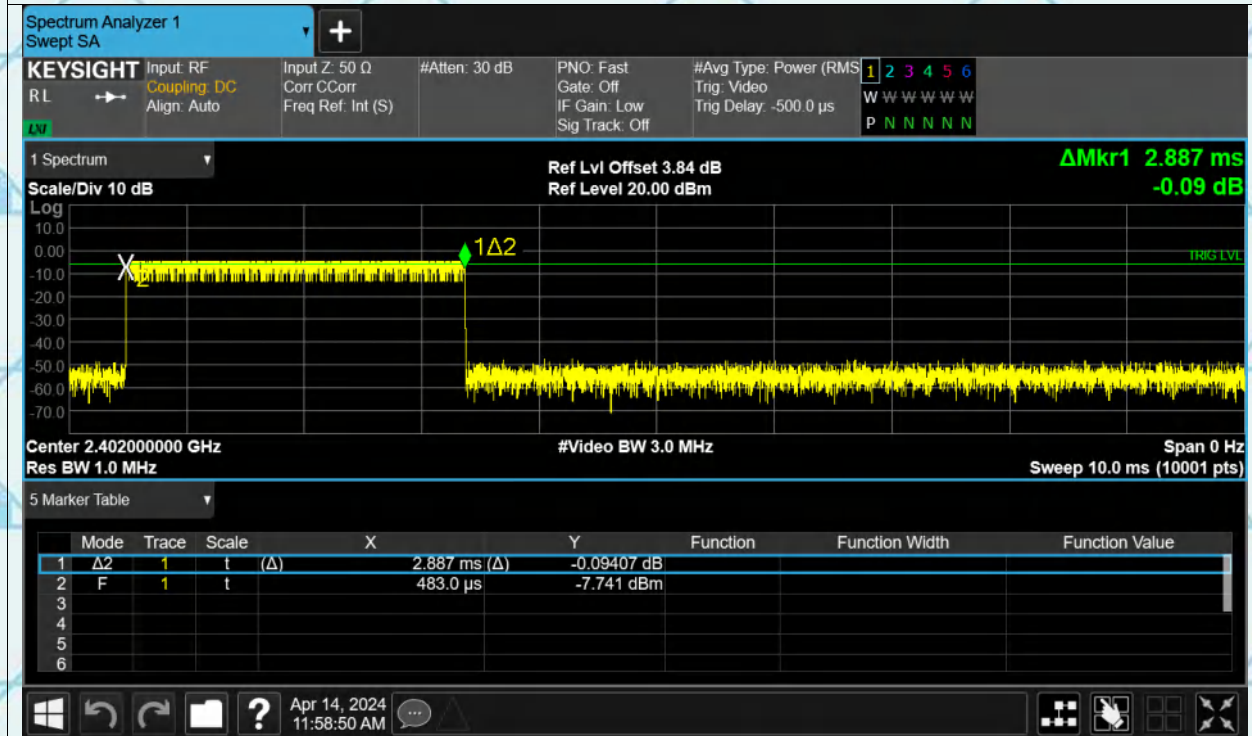 Spectrum Analyzer 1
Swept SA
KEYSIGHT
RL
LXI
Input: RF
Coupling: DC
Align: Auto
Input Z: 50 Ω
Corr CCorr
Freq Ref: Int (S)
#Atten: 30 dB
PNO: Fast
Gate: Off
IF Gain: Low
Sig Track: Off
#Avg Type: Power (RMS
Trig: Video
Trig Delay: -500.0 µs
1 2 3 4 5 6
W W W W W W
P N N N N N
1 Spectrum
Scale/Div 10 dB
Ref Lvl Offset 3.84 dB
Ref Level 20.00 dBm
ΔMkr1 2.887 ms
-0.09 dB
Log
10.0
0.00
-10.0
-20.0
-30.0
-40.0
-50.0
-60.0
-70.0
1Δ2
2
TRIG LVL
Center 2.402000000 GHz
#Video BW 3.0 MHz
Span 0 Hz
Res BW 1.0 MHz
Sweep 10.0 ms (10001 pts)
5 Marker Table
Mode Trace Scale X Y Function Function Width Function Value
1 Δ2 1 t (Δ) 2.887 ms (Δ) -0.09407 dB
2 F 1 t 483.0 µs -7.741 dBm
3
4
5
6
?
Apr 14, 2024
11:58:50 AM